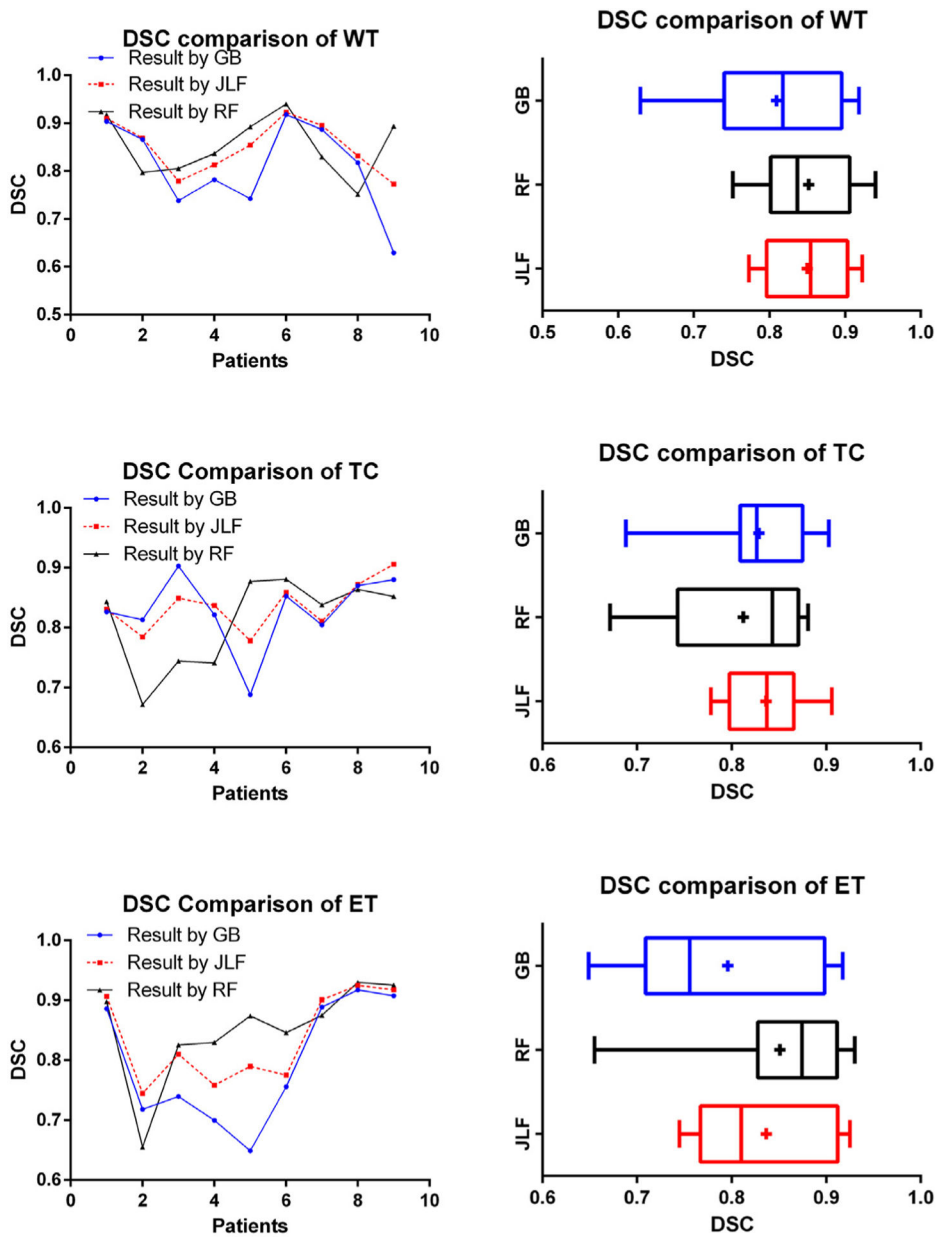 DSC comparison of WT
Result by GB
Result by JLF
Result by RF
1.0
0.9
0.8
0.7
0.6
0.5
DSC
0 2 4 6 8 10
Patients
DSC comparison of WT
GB
RF
JLF
0.5 0.6 0.7 0.8 0.9 1.0
DSC
DSC Comparison of TC
Result by GB
Result by JLF
Result by RF
1.0
0.9
0.8
0.7
0.6
DSC
0 2 4 6 8 10
Patients
DSC comparison of TC
GB
RF
JLF
0.6 0.7 0.8 0.9 1.0
DSC
DSC Comparison of ET
Result by GB
Result by JLF
Result by RF
1.0
0.9
0.8
0.7
0.6
DSC
0 2 4 6 8 10
Patients
DSC comparison of ET
GB
RF
JLF
0.6 0.7 0.8 0.9 1.0
DSC